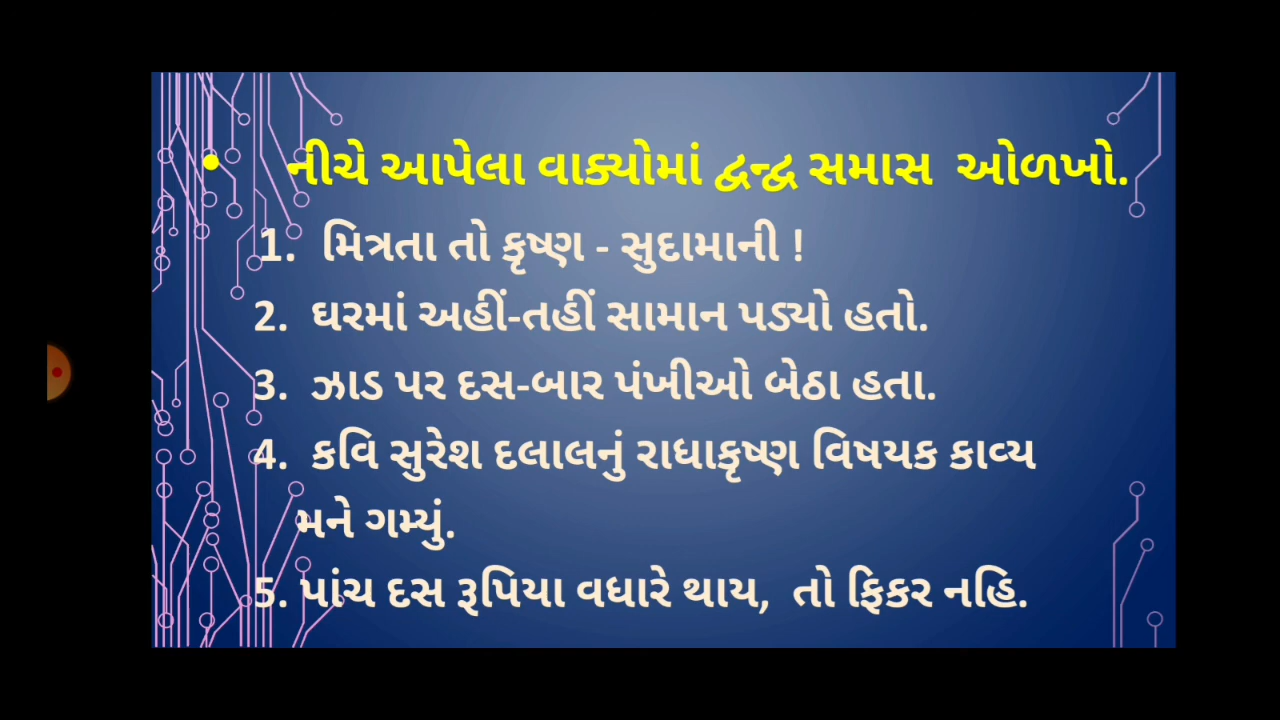 • નીચે આપેલા વાક્યોમાં દ્વન્દ્વ સમાસ ઓળખો.
1. મિત્રતા તો કૃષ્ણ - સુદામાની !
2. ઘરમાં અહીં-તહીં સામાન પડ્યો હતો.
3. ઝાડ પર દસ-બાર પંખીઓ બેઠા હતા.
4. કવિ સુરેશ દલાલનું રાધાકૃષ્ણ વિષયક કાવ્ય
મને ગમ્યું.
5. પાંચ દસ રૂપિયા વધારે થાય, તો ફિકર નહિ.